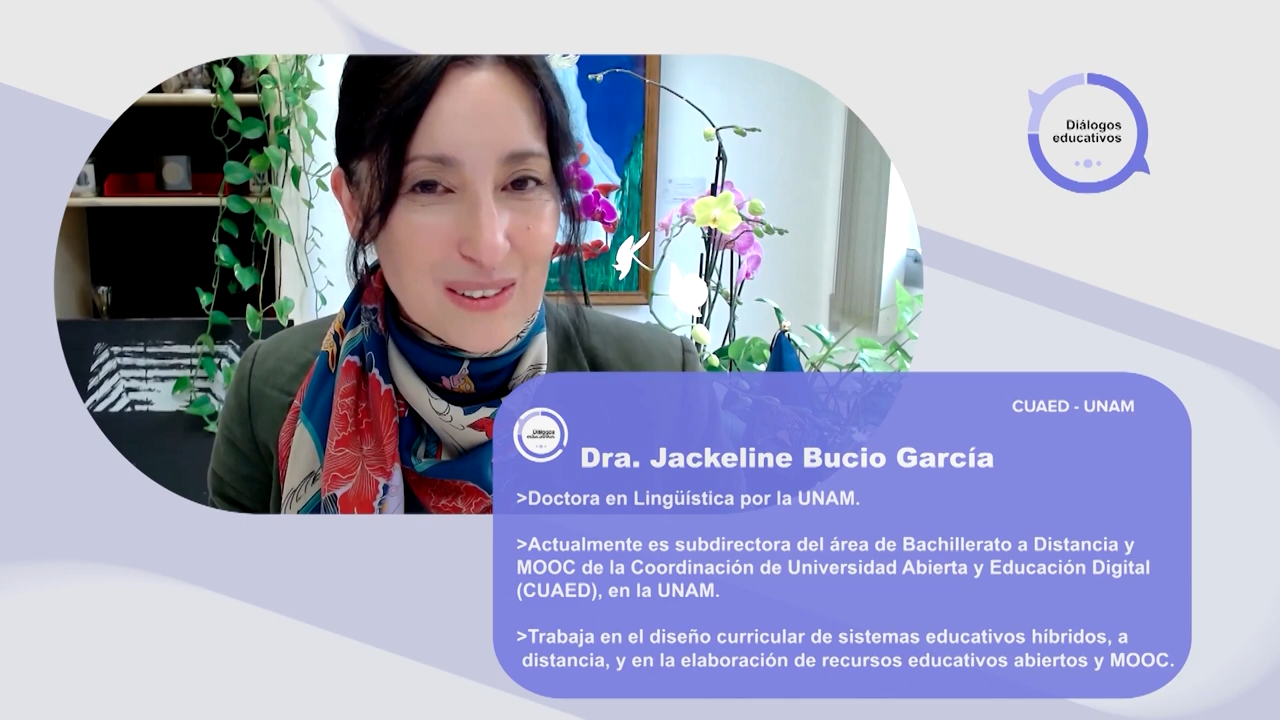 Diálogos
educativos
CUAED - UNAM
Diálogos
educativos
Dra. Jackeline Bucio García
>Doctora en Lingüística por la UNAM.
>Actualmente es subdirectora del área de Bachillerato a Distancia y
MOOC de la Coordinación de Universidad Abierta y Educación Digital
(CUAED), en la UNAM.
>Trabaja en el diseño curricular de sistemas educativos híbridos, a
distancia, y en la elaboración de recursos educativos abiertos y MOOC.